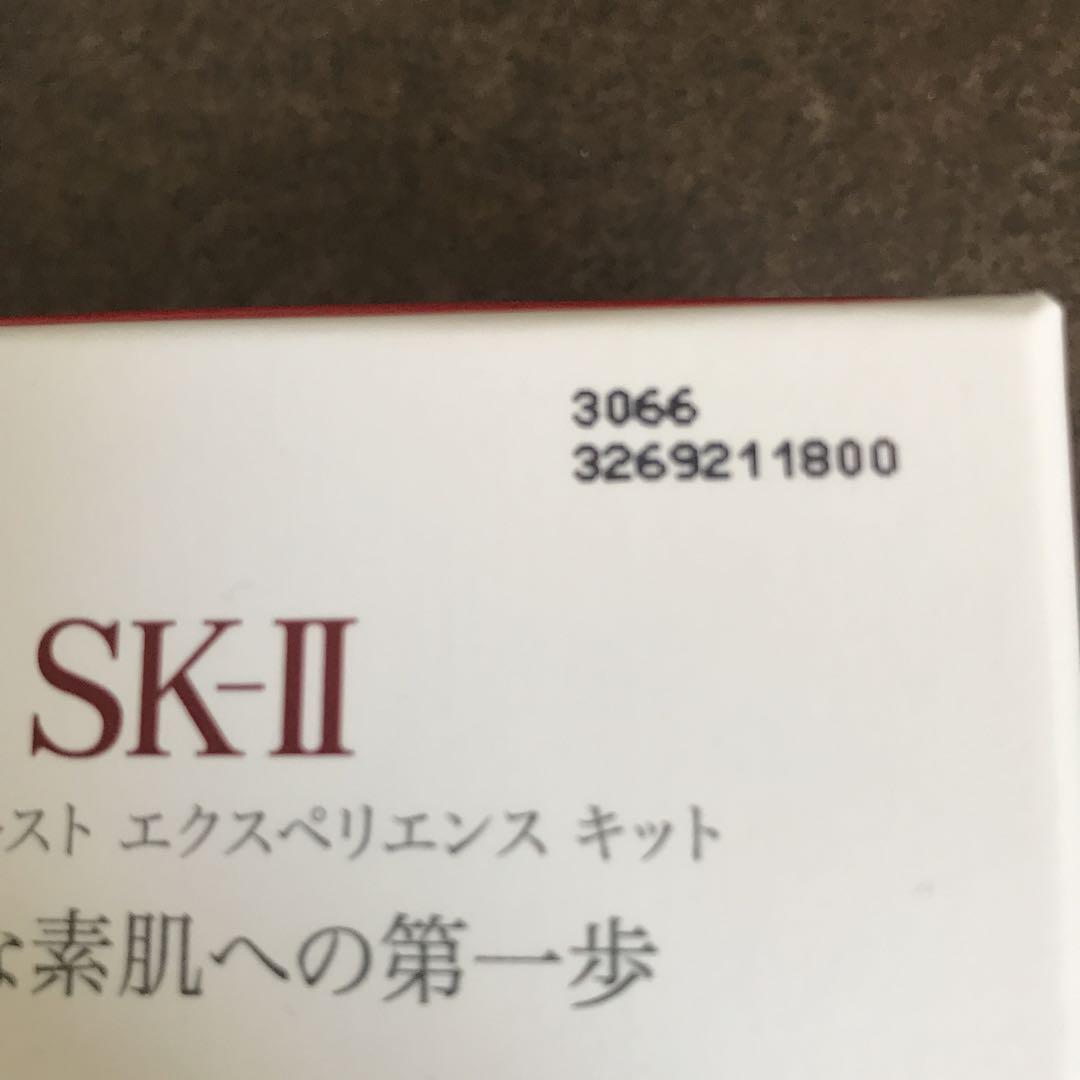 3066
3269211800
SK-II
スト エクスペリエンス キット
な素肌への第一歩